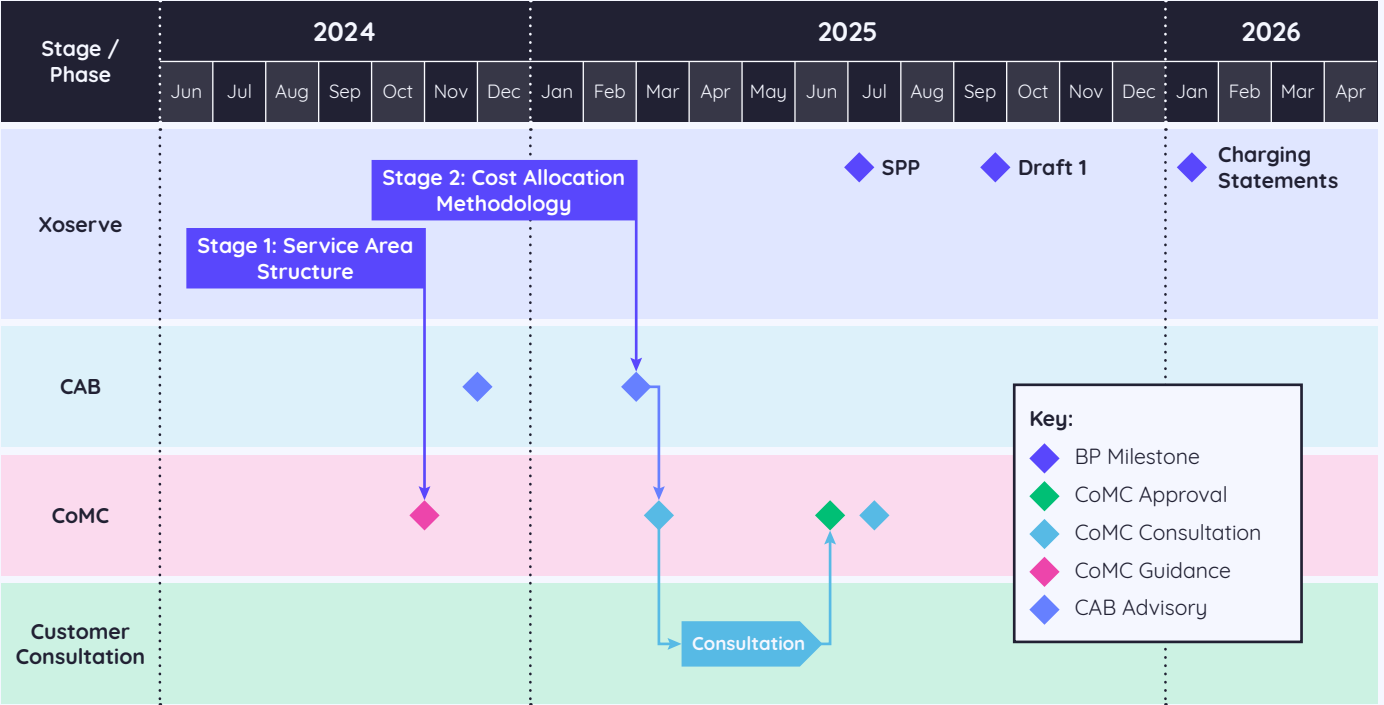 Stage /
Phase
2024
2025
2026
Jun Jul Aug Sep Oct Nov Dec Jan Feb Mar Apr May Jun Jul Aug Sep Oct Nov Dec Jan Feb Mar Apr
Xoserve
Stage 2: Cost Allocation
Methodology
Stage 1: Service Area
Structure
SPP
Draft 1
Charging
Statements
CAB
CoMC
Customer
Consultation
Consultation
Key:
BP Milestone
CoMC Approval
CoMC Consultation
CoMC Guidance
CAB Advisory